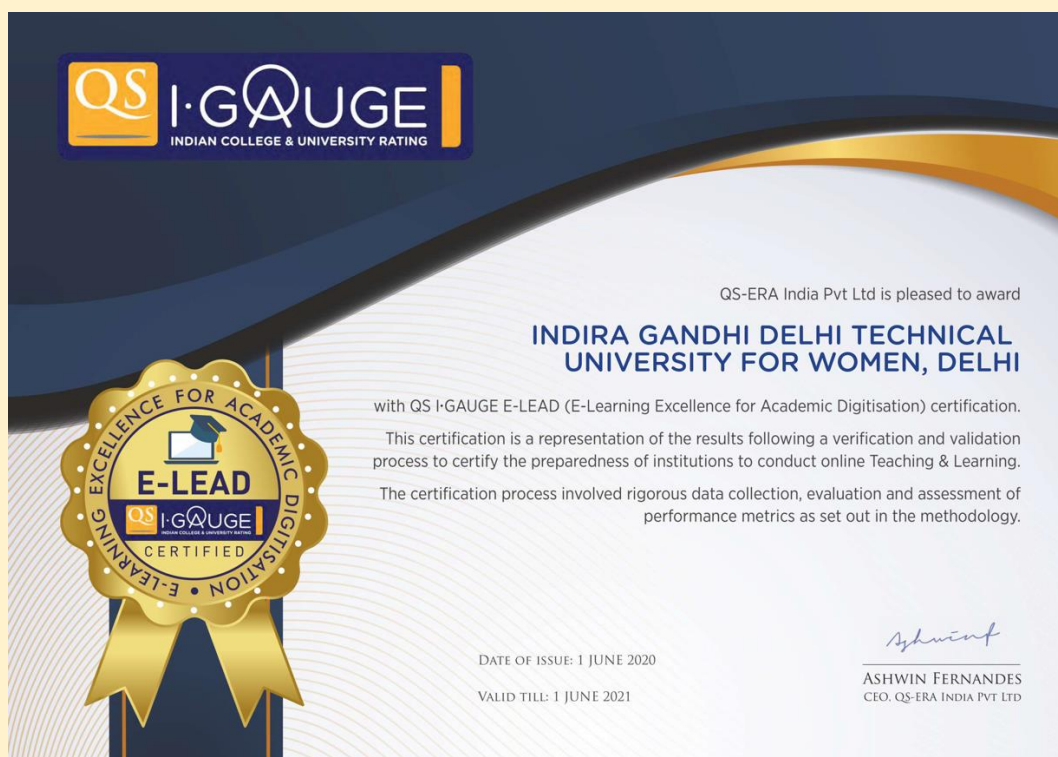 QS I·GAUGE
INDIAN COLLEGE & UNIVERSITY RATING
QS-ERA India Pvt Ltd is pleased to award
INDIRA GANDHI DELHI TECHNICAL
UNIVERSITY FOR WOMEN, DELHI
with QS I·GAUGE E-LEAD (E-Learning Excellence for Academic Digitisation) certification.
This certification is a representation of the results following a verification and validation
process to certify the preparedness of institutions to conduct online Teaching & Learning.
The certification process involved rigorous data collection, evaluation and assessment of
performance metrics as set out in the methodology.
E-LEARNING EXCELLENCE FOR ACADEMIC DIGITISATION •
E-LEAD
QS I·GAUGE
INDIAN COLLEGE & UNIVERSITY RATING
CERTIFIED
DATE OF ISSUE: 1 JUNE 2020
VALID TILL: 1 JUNE 2021
Ashwinf
ASHWIN FERNANDES
CEO, QS-ERA INDIA PVT LTD